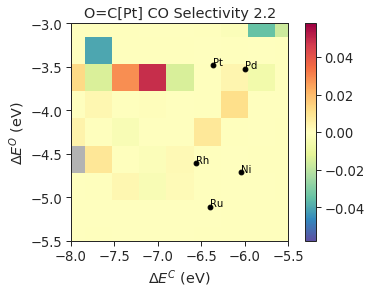 O=C[Pt] CO Selectivity 2.2
−3.0
−3.5
−4.0
−4.5
−5.0
−5.5
ΔE^O (eV)
Pt
Pd
Rh
Ni
Ru
−8.0 −7.5 −7.0 −6.5 −6.0 −5.5
ΔE^C (eV)
0.04
0.02
0.00
−0.02
−0.04